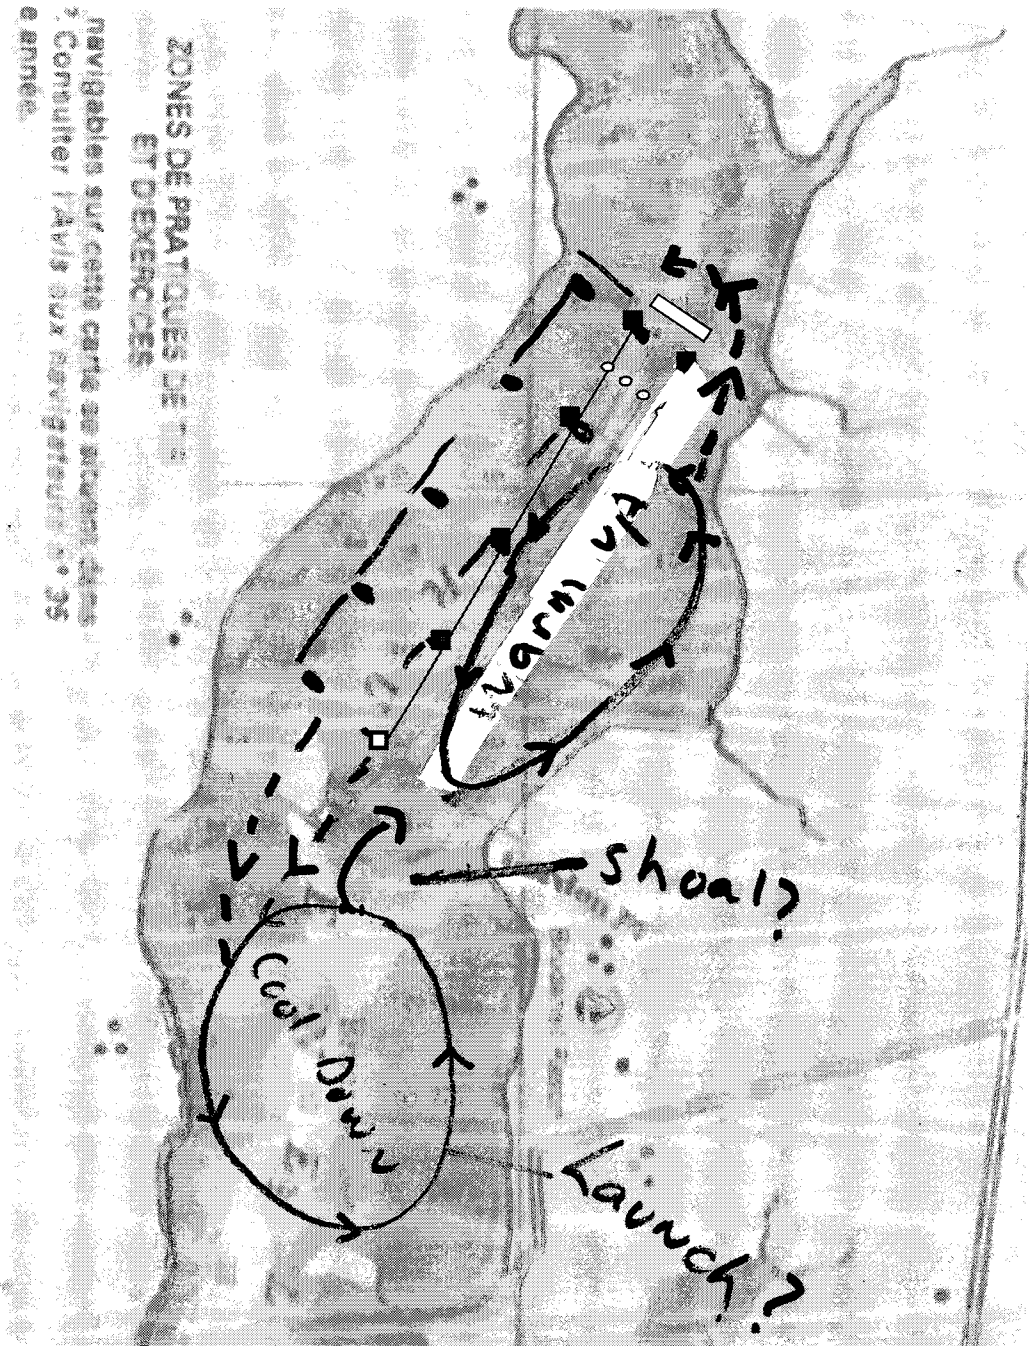 ZONES DE PRATIQUES DE
ET D'EXERCICES
navigables sur cette carte se situent dans
Consulter l'Avis aux navigateurs n° 35
e année.
Warm up
Shoal?
Cool Down
Launch?